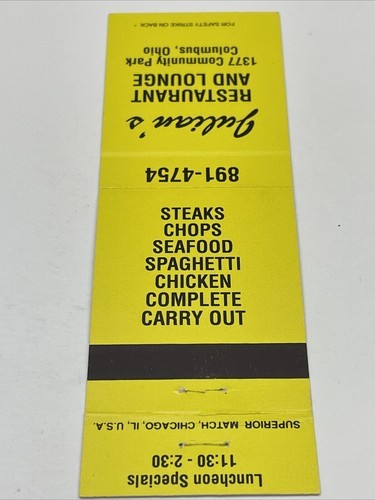 FOR SAFETY STRIKE ON BACK
Julian's
RESTAURANT
AND LOUNGE
1377 Community Park
Columbus, Ohio
891-4754
STEAKS
CHOPS
SEAFOOD
SPAGHETTI
CHICKEN
COMPLETE
CARRY OUT
SUPERIOR MATCH, CHICAGO, IL, U.S.A.
Luncheon Specials
11:30 - 2:30